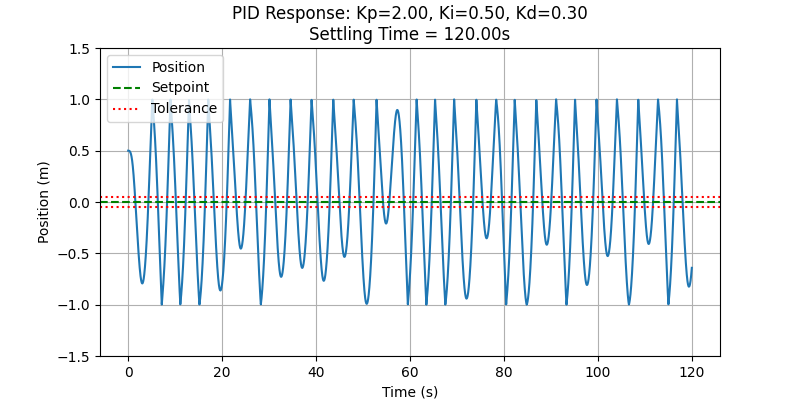 PID Response: Kp=2.00, Ki=0.50, Kd=0.30
Settling Time = 120.00s
Position
Setpoint
Tolerance
Position (m)
1.5
1.0
0.5
0.0
−0.5
−1.0
−1.5
0 20 40 60 80 100 120
Time (s)